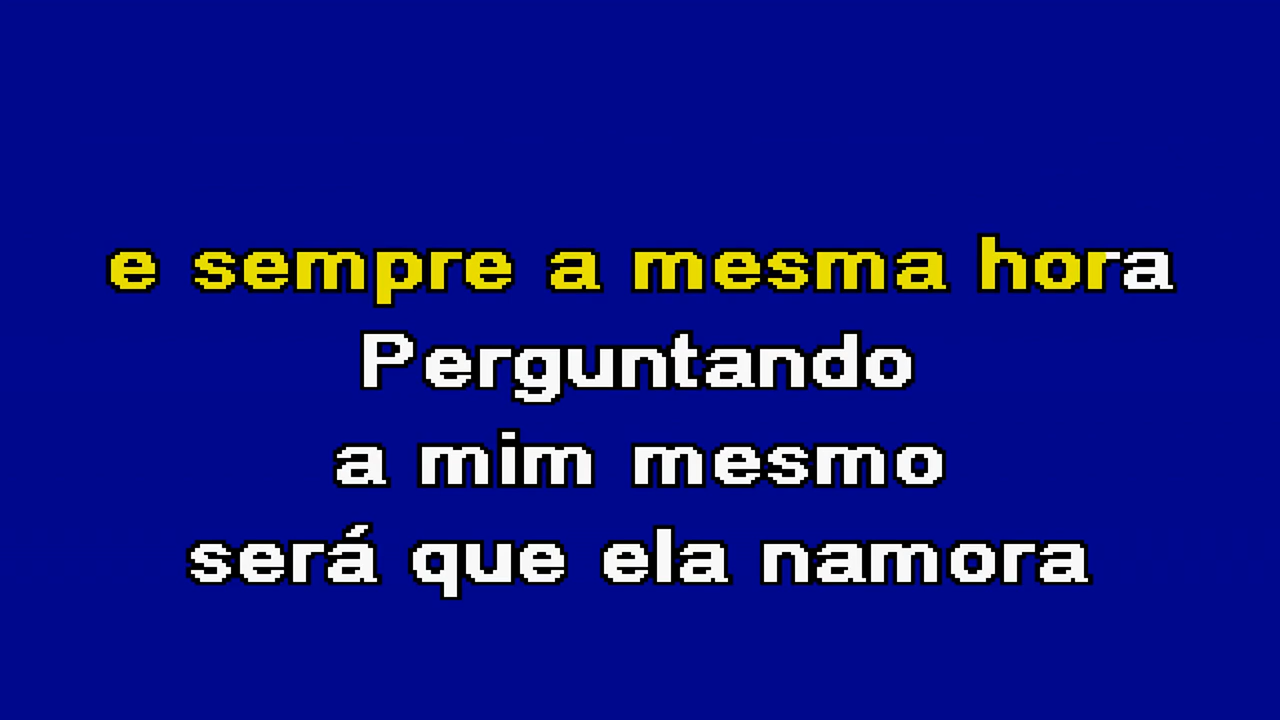 e sempre a mesma hora
Perguntando
a mim mesmo
será que ela namora